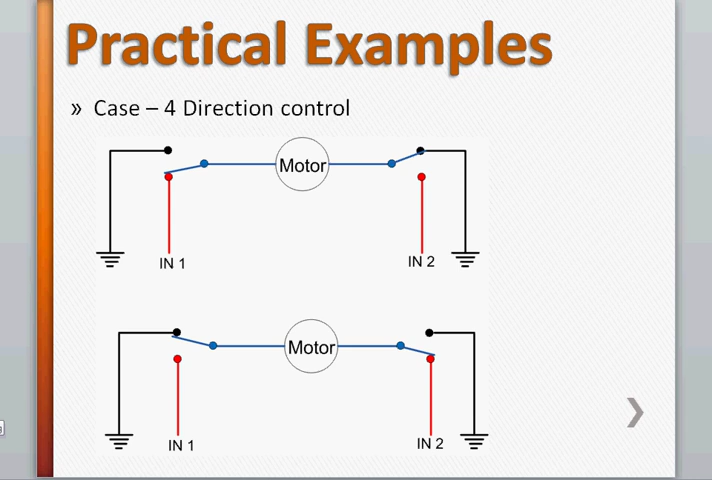 Practical Examples
» Case – 4 Direction control
Motor
IN 1
IN 2
Motor
IN 1
IN 2